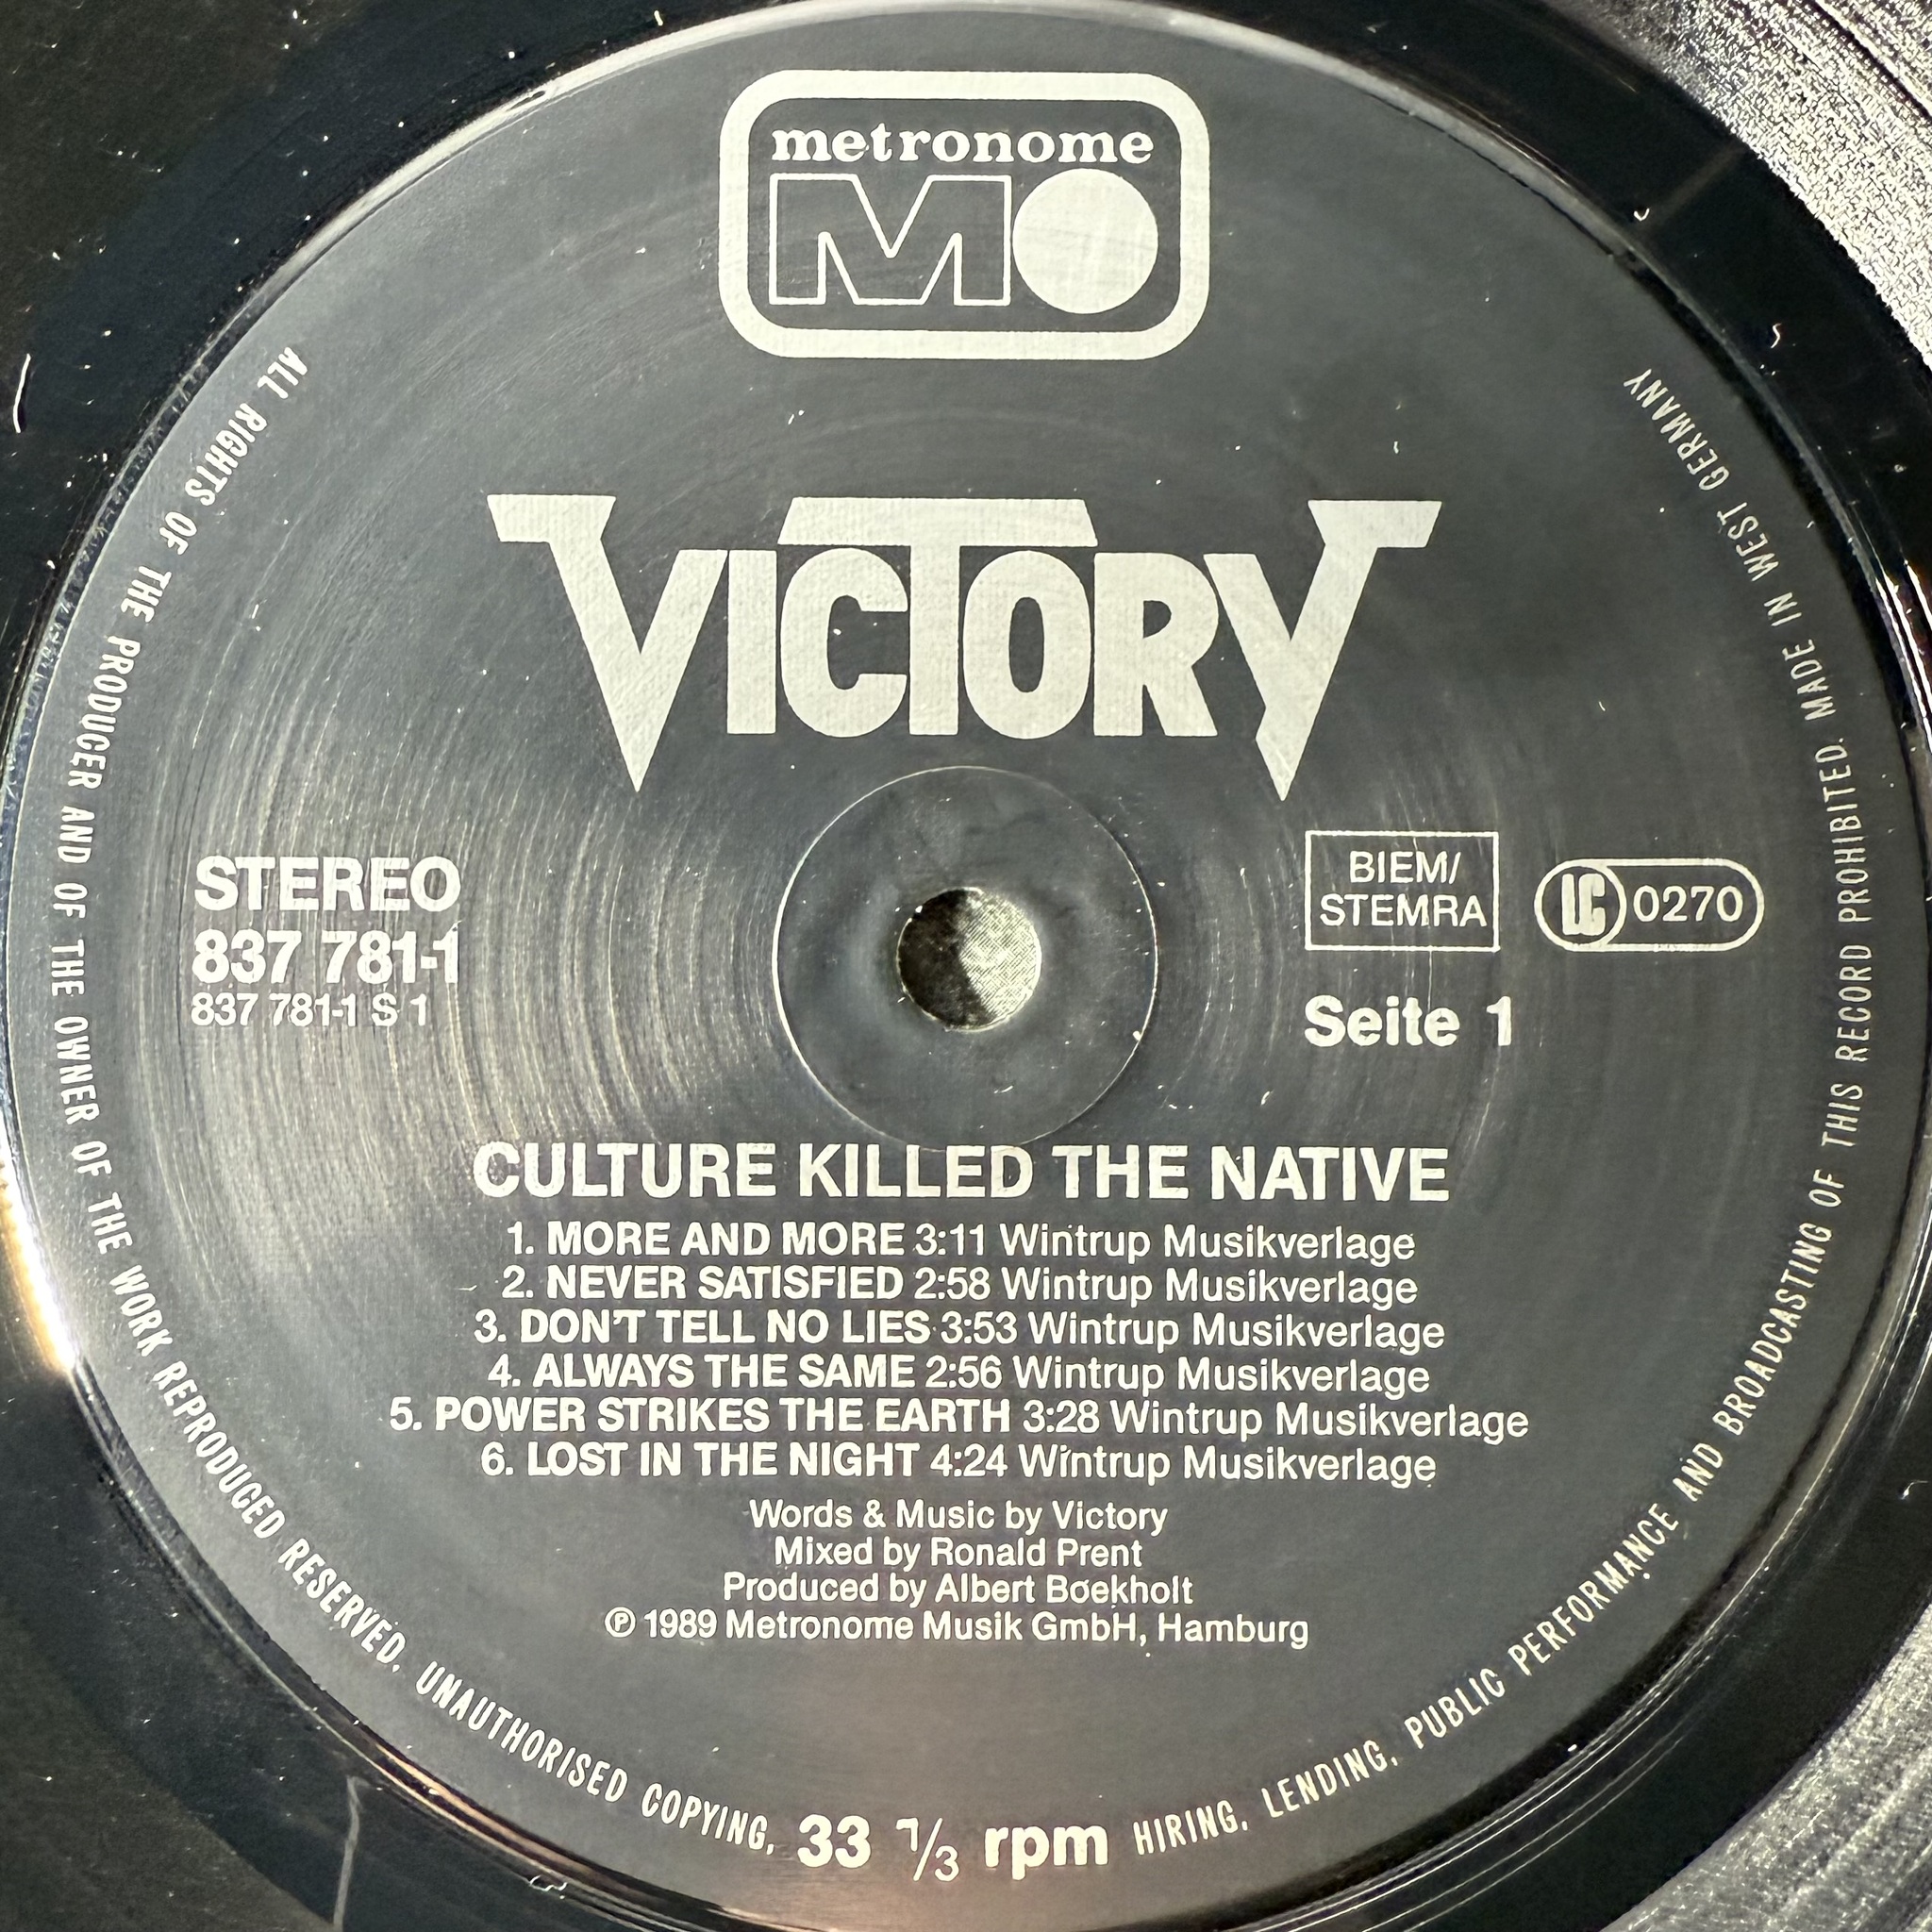 metronome
MO
VICTORY
STEREO
837 781-1
837 781-1 S 1
BIEM/
STEMRA
LC 0270
Seite 1
CULTURE KILLED THE NATIVE
1. MORE AND MORE 3:11 Wintrup Musikverlage
2. NEVER SATISFIED 2:58 Wintrup Musikverlage
3. DON'T TELL NO LIES 3:53 Wintrup Musikverlage
4. ALWAYS THE SAME 2:56 Wintrup Musikverlage
5. POWER STRIKES THE EARTH 3:28 Wintrup Musikverlage
6. LOST IN THE NIGHT 4:24 Wintrup Musikverlage
Words & Music by Victory
Mixed by Ronald Prent
Produced by Albert Boekholt
℗ 1989 Metronome Musik GmbH, Hamburg
33 1/3 rpm
ALL RIGHTS OF THE PRODUCER AND OF THE OWNER OF THE WORK REPRODUCED RESERVED. UNAUTHORISED COPYING, HIRING, LENDING, PUBLIC PERFORMANCE AND BROADCASTING OF THIS RECORD PROHIBITED. MADE IN WEST GERMANY